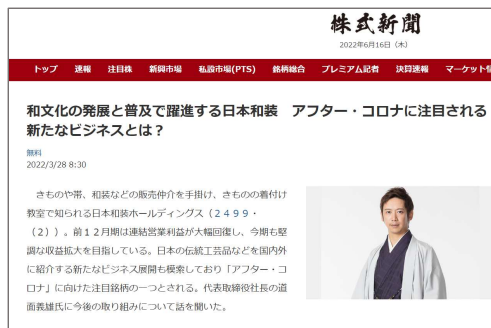 株式新聞
2022年6月16日（木）
トップ 速報 注目株 新興市場 私設市場(PTS) 銘柄総合 プレミアム記者 決算速報 マーケット
和文化の発展と普及で躍進する日本和装　アフター・コロナに注目される
新たなビジネスとは？
無料
2022/3/28 8:30
きものや帯、和装などの販売仲介を手掛け、きものの着付け
教室で知られる日本和装ホールディングス（２４９９・
（２））。前１２月期は連結営業利益が大幅回復し、今期も堅
調な収益拡大を目指している。日本の伝統工芸品などを国内外
に紹介する新たなビジネス展開も模索しており「アフター・コ
ロナ」に向けた注目銘柄の一つとされる。代表取締役社長の道
面義雄氏に今後の取り組みについて話を聞いた。